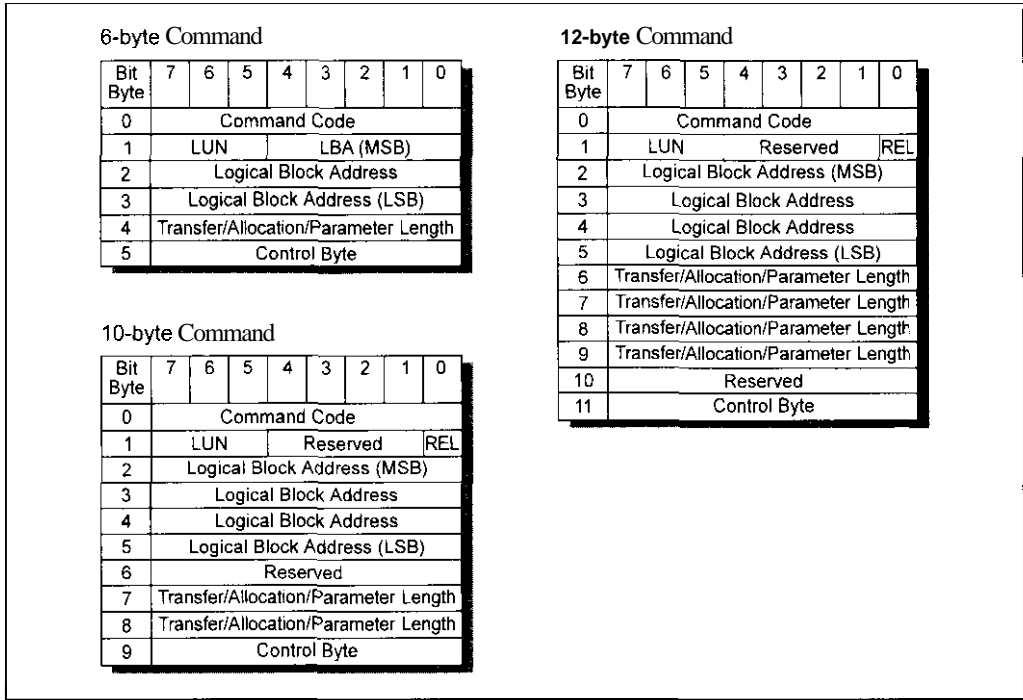 6-byte Command
Bit Byte 7 6 5 4 3 2 1 0
0 Command Code
1 LUN LBA (MSB)
2 Logical Block Address
3 Logical Block Address (LSB)
4 Transfer/Allocation/Parameter Length
5 Control Byte
10-byte Command
Bit Byte 7 6 5 4 3 2 1 0
0 Command Code
1 LUN Reserved REL
2 Logical Block Address (MSB)
3 Logical Block Address
4 Logical Block Address
5 Logical Block Address (LSB)
6 Reserved
7 Transfer/Allocation/Parameter Length
8 Transfer/Allocation/Parameter Length
9 Control Byte
12-byte Command
Bit Byte 7 6 5 4 3 2 1 0
0 Command Code
1 LUN Reserved REL
2 Logical Block Address (MSB)
3 Logical Block Address
4 Logical Block Address
5 Logical Block Address (LSB)
6 Transfer/Allocation/Parameter Length
7 Transfer/Allocation/Parameter Length
8 Transfer/Allocation/Parameter Length
9 Transfer/Allocation/Parameter Length
10 Reserved
11 Control Byte